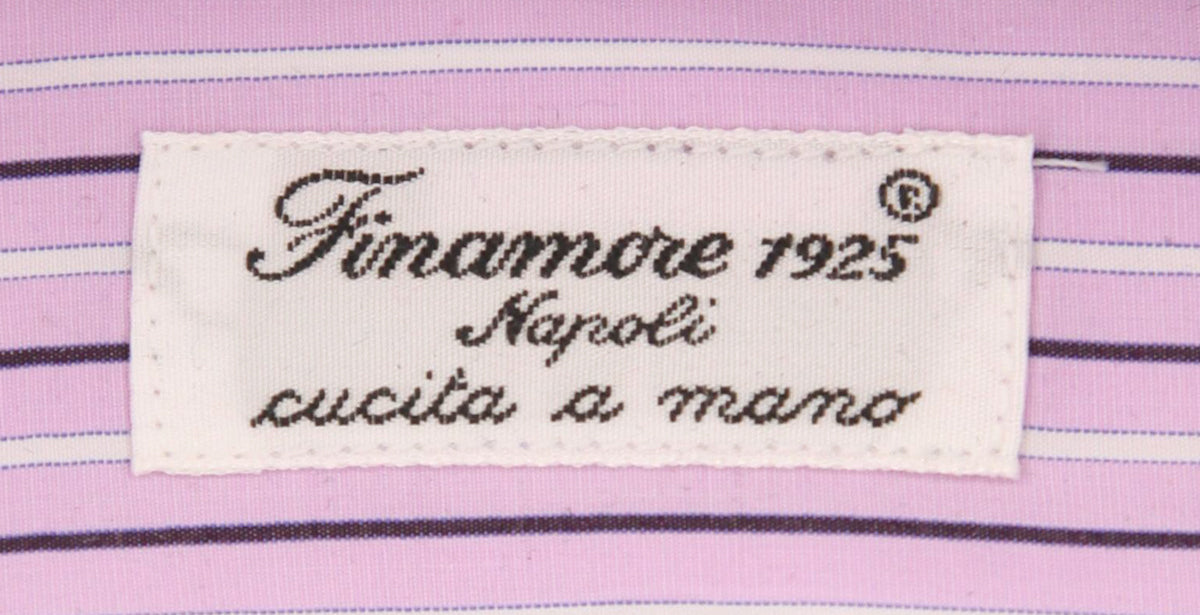 Finamore 1925®
Napoli
cucita a mano